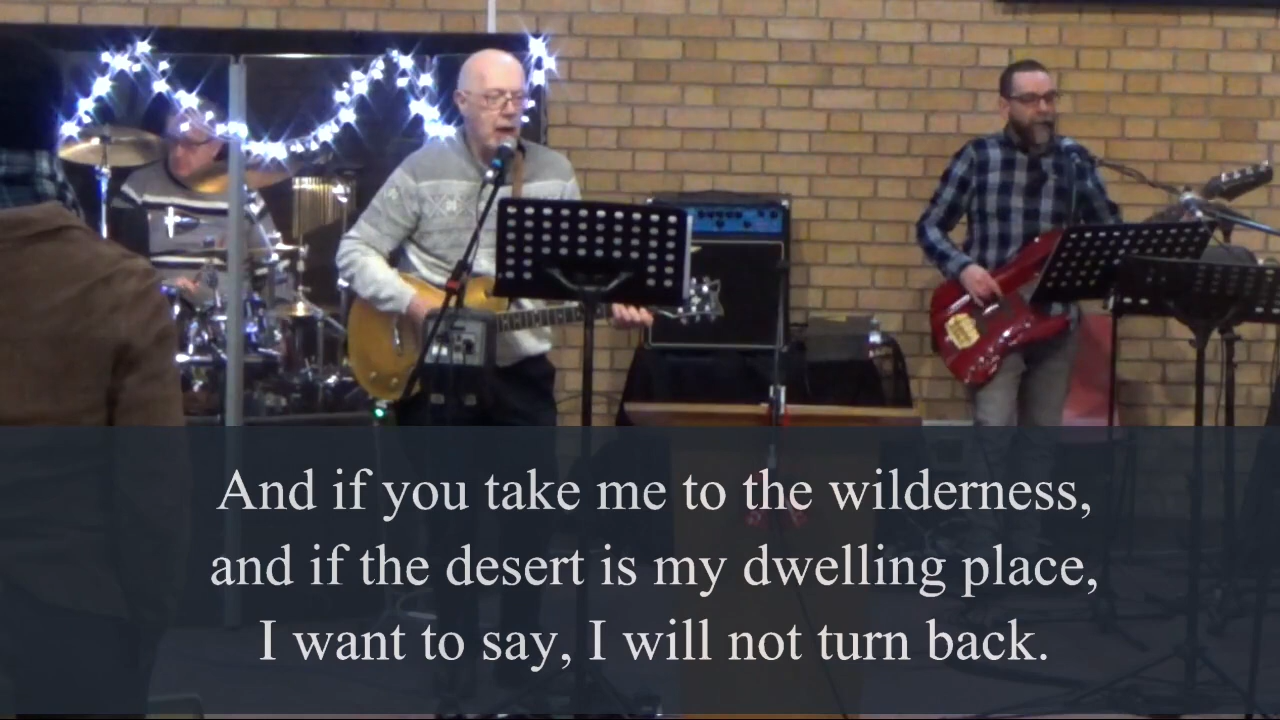 And if you take me to the wilderness,
and if the desert is my dwelling place,
I want to say, I will not turn back.